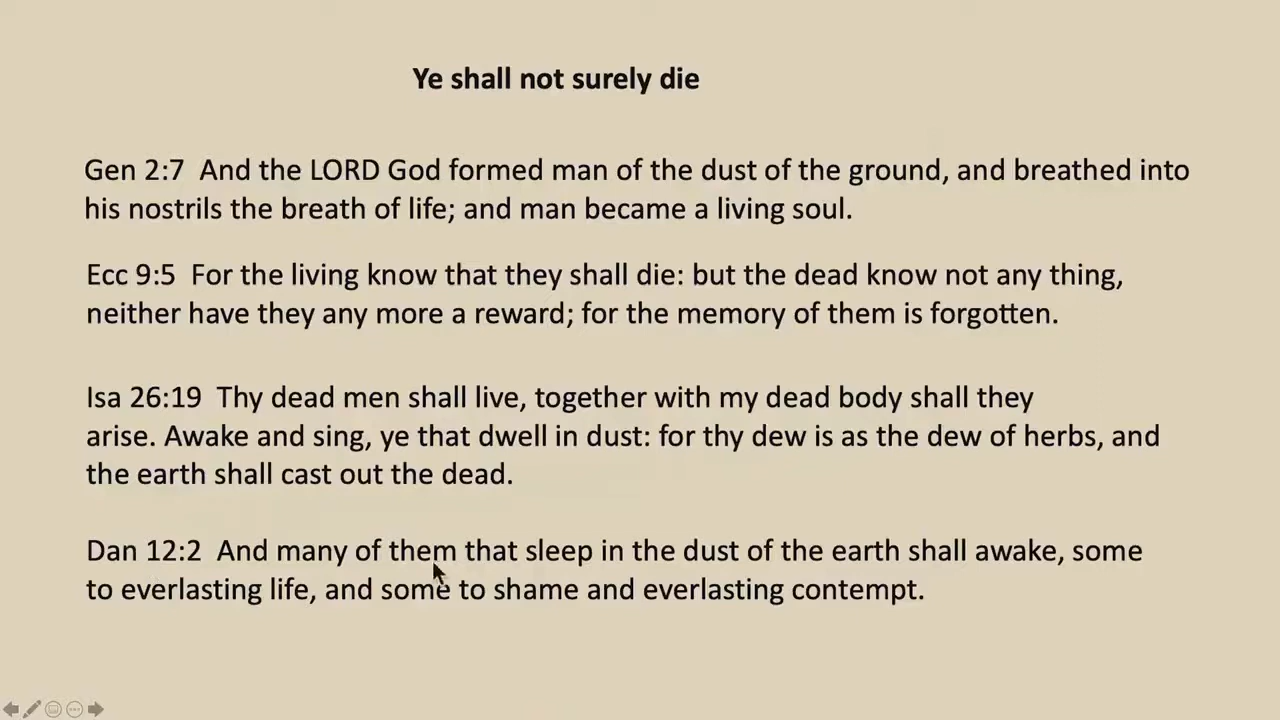 Ye shall not surely die
Gen 2:7  And the LORD God formed man of the dust of the ground, and breathed into
his nostrils the breath of life; and man became a living soul.
Ecc 9:5  For the living know that they shall die: but the dead know not any thing,
neither have they any more a reward; for the memory of them is forgotten.
Isa 26:19  Thy dead men shall live, together with my dead body shall they
arise. Awake and sing, ye that dwell in dust: for thy dew is as the dew of herbs, and
the earth shall cast out the dead.
Dan 12:2  And many of them that sleep in the dust of the earth shall awake, some
to everlasting life, and some to shame and everlasting contempt.